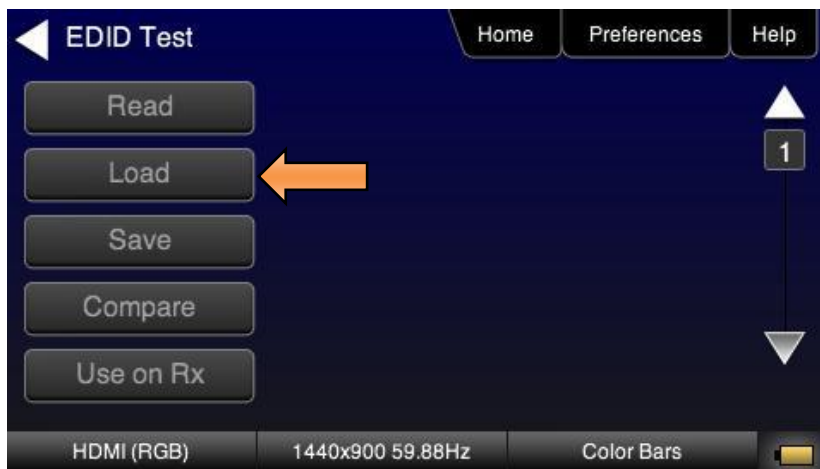 EDID Test
Home
Preferences
Help
Read
Load
1
Save
Compare
Use on Rx
HDMI (RGB)
1440x900 59.88Hz
Color Bars